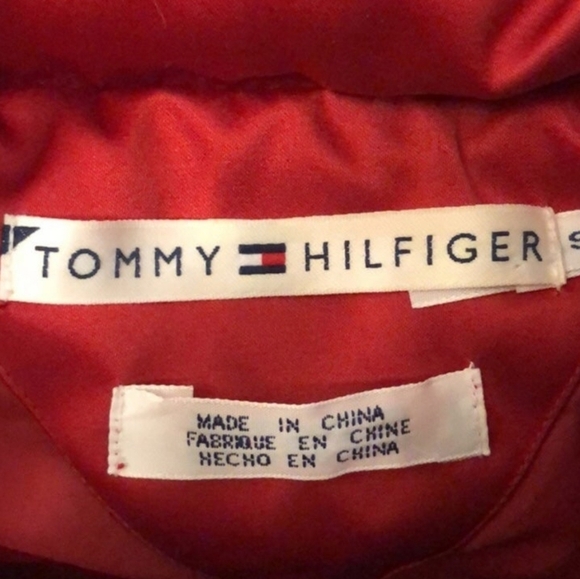 TOMMY HILFIGER S
MADE IN CHINA
FABRIQUE EN CHINE
HECHO EN CHINA